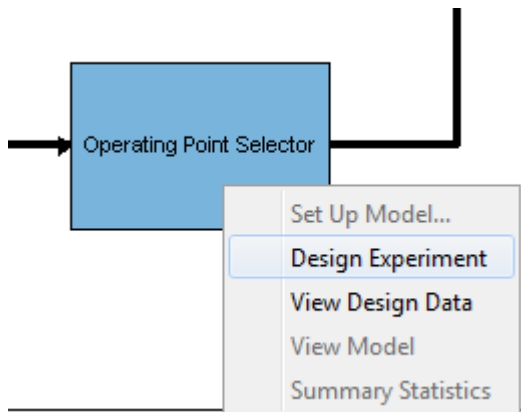 Operating Point Selector
Set Up Model...
Design Experiment
View Design Data
View Model
Summary Statistics